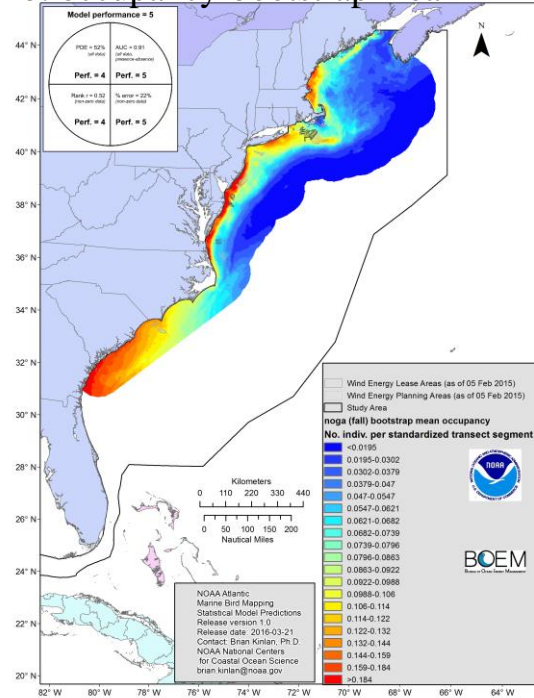 Model performance = 5
PDE = 52%
(all data)
Perf. = 4
AUC = 0.91
(all data, presence-absence)
Perf. = 5
Rank r = 0.52
(non-zero data)
Perf. = 4
% error = 22%
(non-zero data)
Perf. = 5
N
44° N
42° N
40° N
38° N
36° N
34° N
32° N
30° N
28° N
26° N
24° N
22° N
20° N
82° W
80° W
78° W
76° W
74° W
72° W
70° W
68° W
66° W
64° W
Kilometers
0 110 220 330 440
0 50 100 150 200
Nautical Miles
NOAA Atlantic
Marine Bird Mapping
Statistical Model Predictions
Release version 1.0
Release date: 2016-03-21
Contact: Brian Kinlan, Ph.D.
NOAA National Centers
for Coastal Ocean Science
brian.kinlan@noaa.gov
Wind Energy Lease Areas (as of 05 Feb 2015)
Wind Energy Planning Areas (as of 05 Feb 2015)
Study Area
noga (fall) bootstrap mean occupancy
No. indiv. per standardized transect segment
<0.0195
0.0195-0.0302
0.0302-0.0379
0.0379-0.047
0.047-0.0547
0.0547-0.0621
0.0621-0.0682
0.0682-0.0739
0.0739-0.0796
0.0796-0.0863
0.0863-0.0922
0.0922-0.0988
0.0988-0.106
0.106-0.114
0.114-0.122
0.122-0.132
0.132-0.144
0.144-0.159
0.159-0.184
>0.184
NOAA
BOEM
BUREAU OF OCEAN ENERGY MANAGEMENT